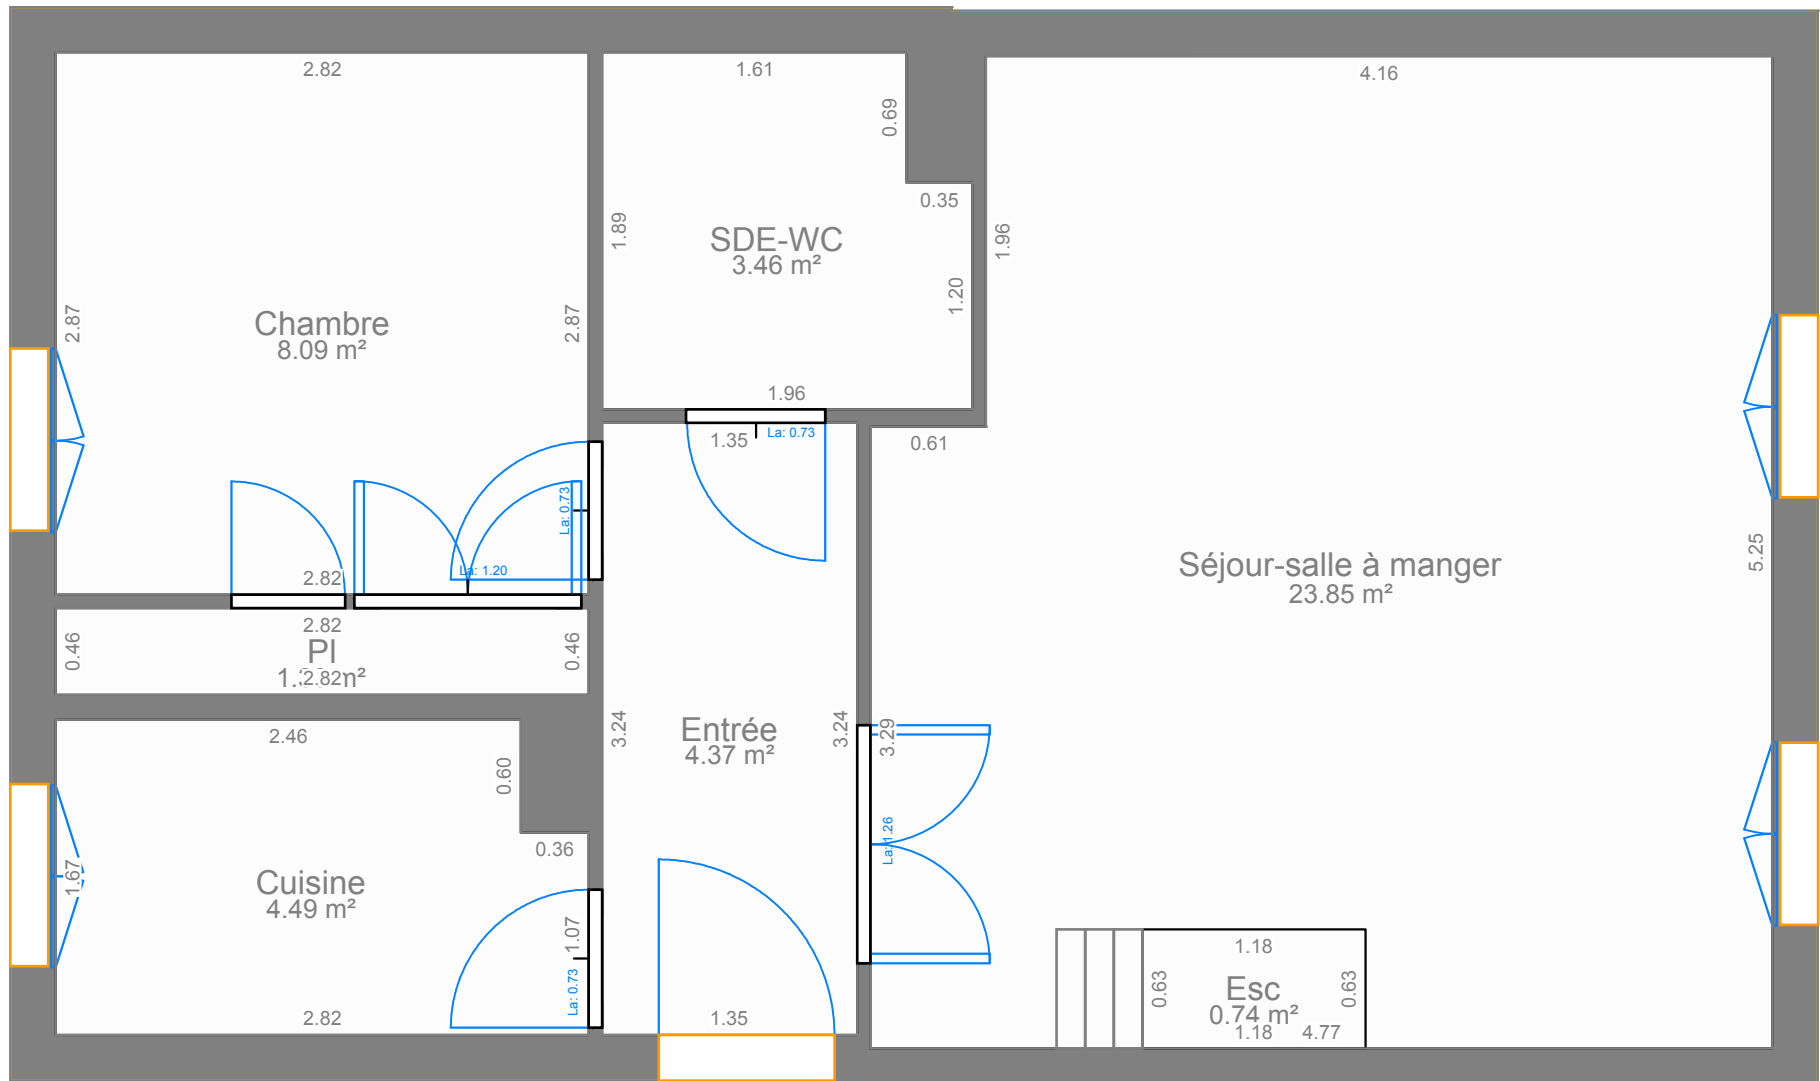 2.82
1.61
4.16
0.69
0.35
1.89
SDE-WC
3.46 m²
1.96
1.20
2.87
Chambre
8.09 m²
2.87
1.96
1.35
La: 0.73
0.61
La: 0.73
La: 1.20
2.82
5.25
Séjour-salle à manger
23.85 m²
2.82
0.46
Pl
0.46
2.82
2.46
0.60
3.24
Entrée
4.37 m²
3.24
3.29
0.36
La: 1.26
1.67
Cuisine
4.49 m²
1.07
La: 0.73
2.82
1.35
1.18
0.63
Esc
0.74 m²
0.63
1.18
4.77